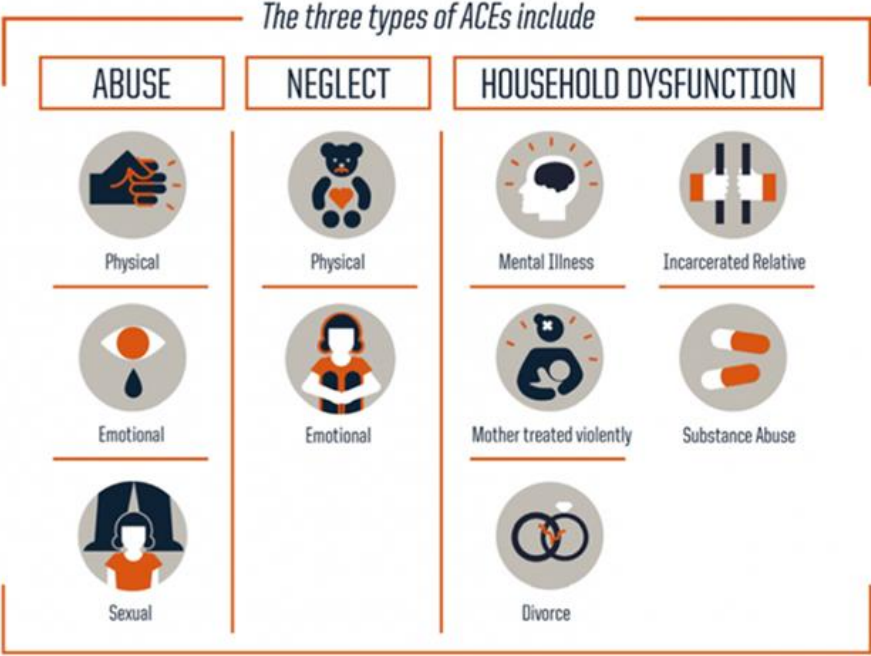 The three types of ACEs include
ABUSE
NEGLECT
HOUSEHOLD DYSFUNCTION
Physical
Physical
Mental Illness
Incarcerated Relative
Emotional
Emotional
Mother treated violently
Substance Abuse
Sexual
Divorce